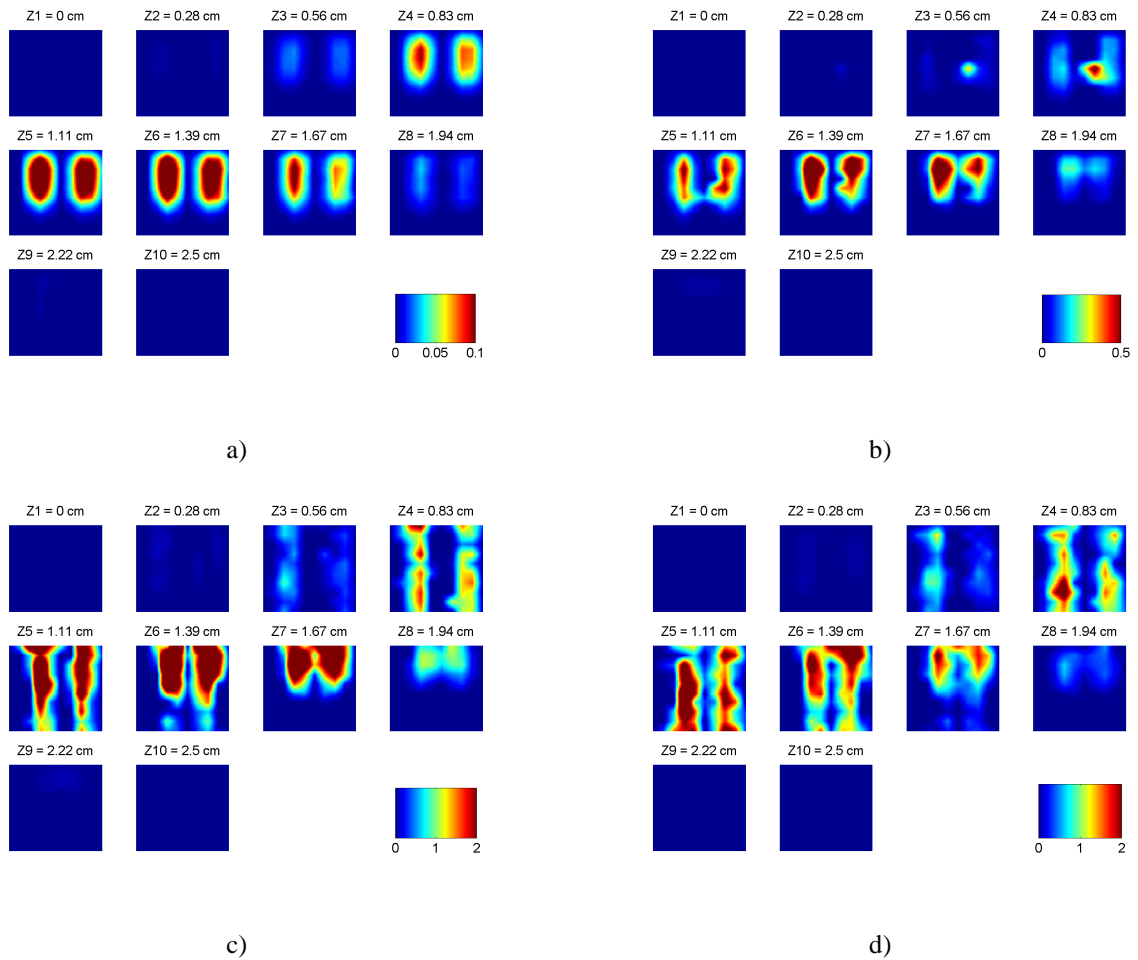 Z1 = 0 cm Z2 = 0.28 cm Z3 = 0.56 cm Z4 = 0.83 cm
Z5 = 1.11 cm Z6 = 1.39 cm Z7 = 1.67 cm Z8 = 1.94 cm
Z9 = 2.22 cm Z10 = 2.5 cm
0 0.05 0.1
a)
Z1 = 0 cm Z2 = 0.28 cm Z3 = 0.56 cm Z4 = 0.83 cm
Z5 = 1.11 cm Z6 = 1.39 cm Z7 = 1.67 cm Z8 = 1.94 cm
Z9 = 2.22 cm Z10 = 2.5 cm
0 0.5
b)
Z1 = 0 cm Z2 = 0.28 cm Z3 = 0.56 cm Z4 = 0.83 cm
Z5 = 1.11 cm Z6 = 1.39 cm Z7 = 1.67 cm Z8 = 1.94 cm
Z9 = 2.22 cm Z10 = 2.5 cm
0 1 2
c)
Z1 = 0 cm Z2 = 0.28 cm Z3 = 0.56 cm Z4 = 0.83 cm
Z5 = 1.11 cm Z6 = 1.39 cm Z7 = 1.67 cm Z8 = 1.94 cm
Z9 = 2.22 cm Z10 = 2.5 cm
0 1 2
d)